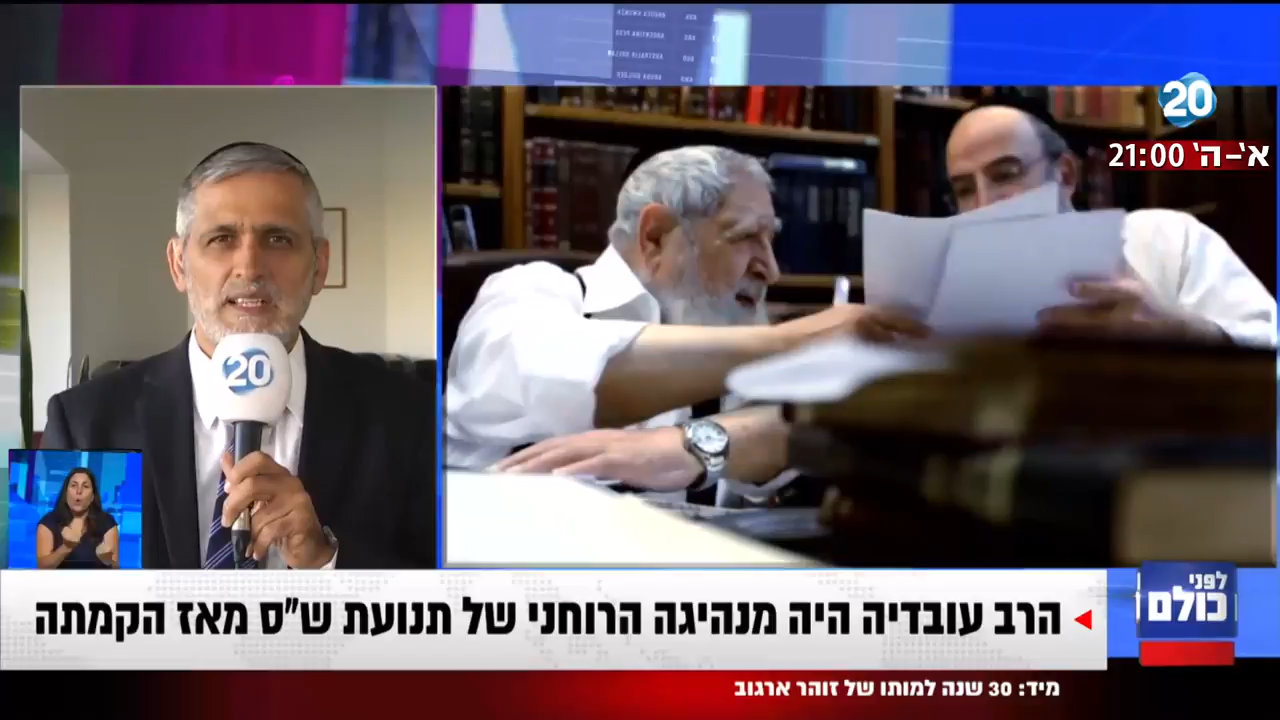 20
א'-ה' 21:00
20
לפני
כולם
הרב עובדיה היה מנהיגה הרוחני של תנועת ש"ס מאז הקמתה
מיד: 30 שנה למותו של זוהר ארגוב